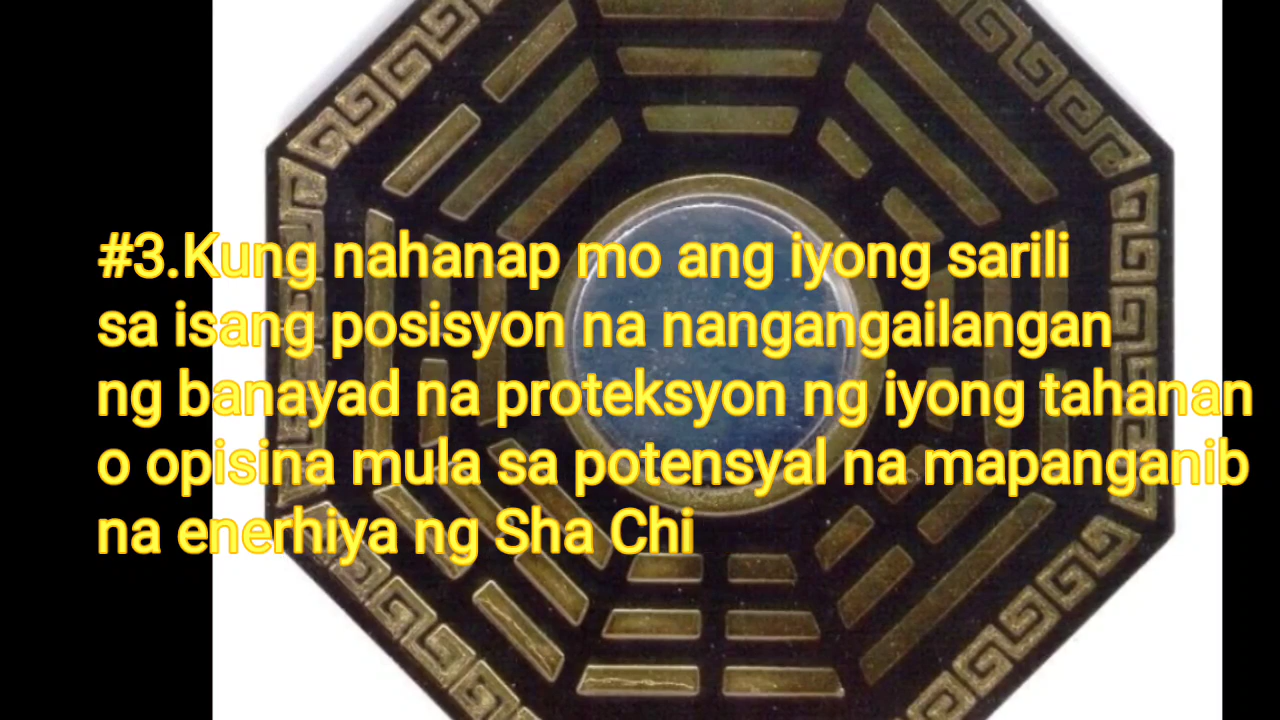 #3.Kung nahanap mo ang iyong sarili
sa isang posisyon na nangangailangan
ng banayad na proteksyon ng iyong tahanan
o opisina mula sa potensyal na mapanganib
na enerhiya ng Sha Chi